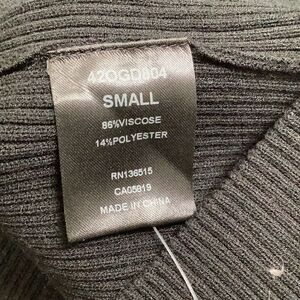 42OGD804
SMALL
86%VISCOSE
14%POLYESTER
RN136515
CA05819
MADE IN CHINA